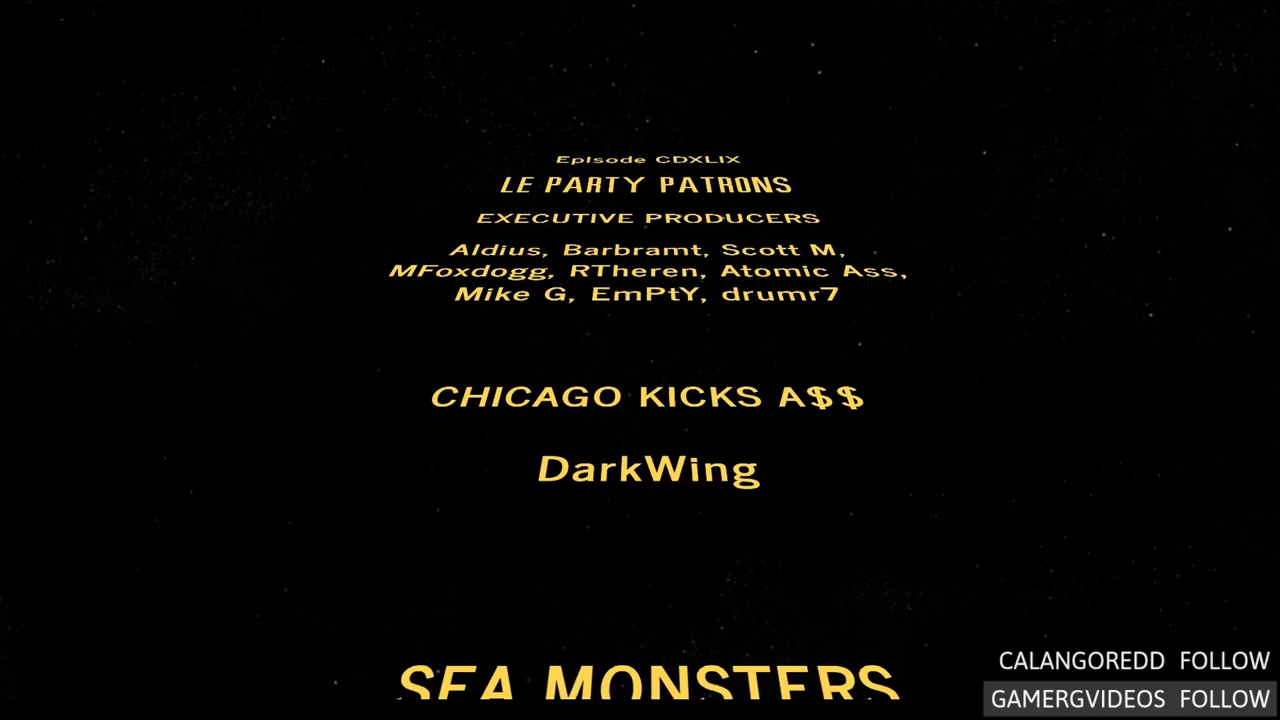 Episode CDXLIX
LE PARTY PATRONS
EXECUTIVE PRODUCERS
Aldius, Barbramt, Scott M,
MFoxdogg, RTheren, Atomic Ass,
Mike G, EmPtY, drumr7
CHICAGO KICKS A$$
DarkWing
SEA MONSTERS
CALANGOREDD FOLLOW
GAMERGVIDEOS FOLLOW